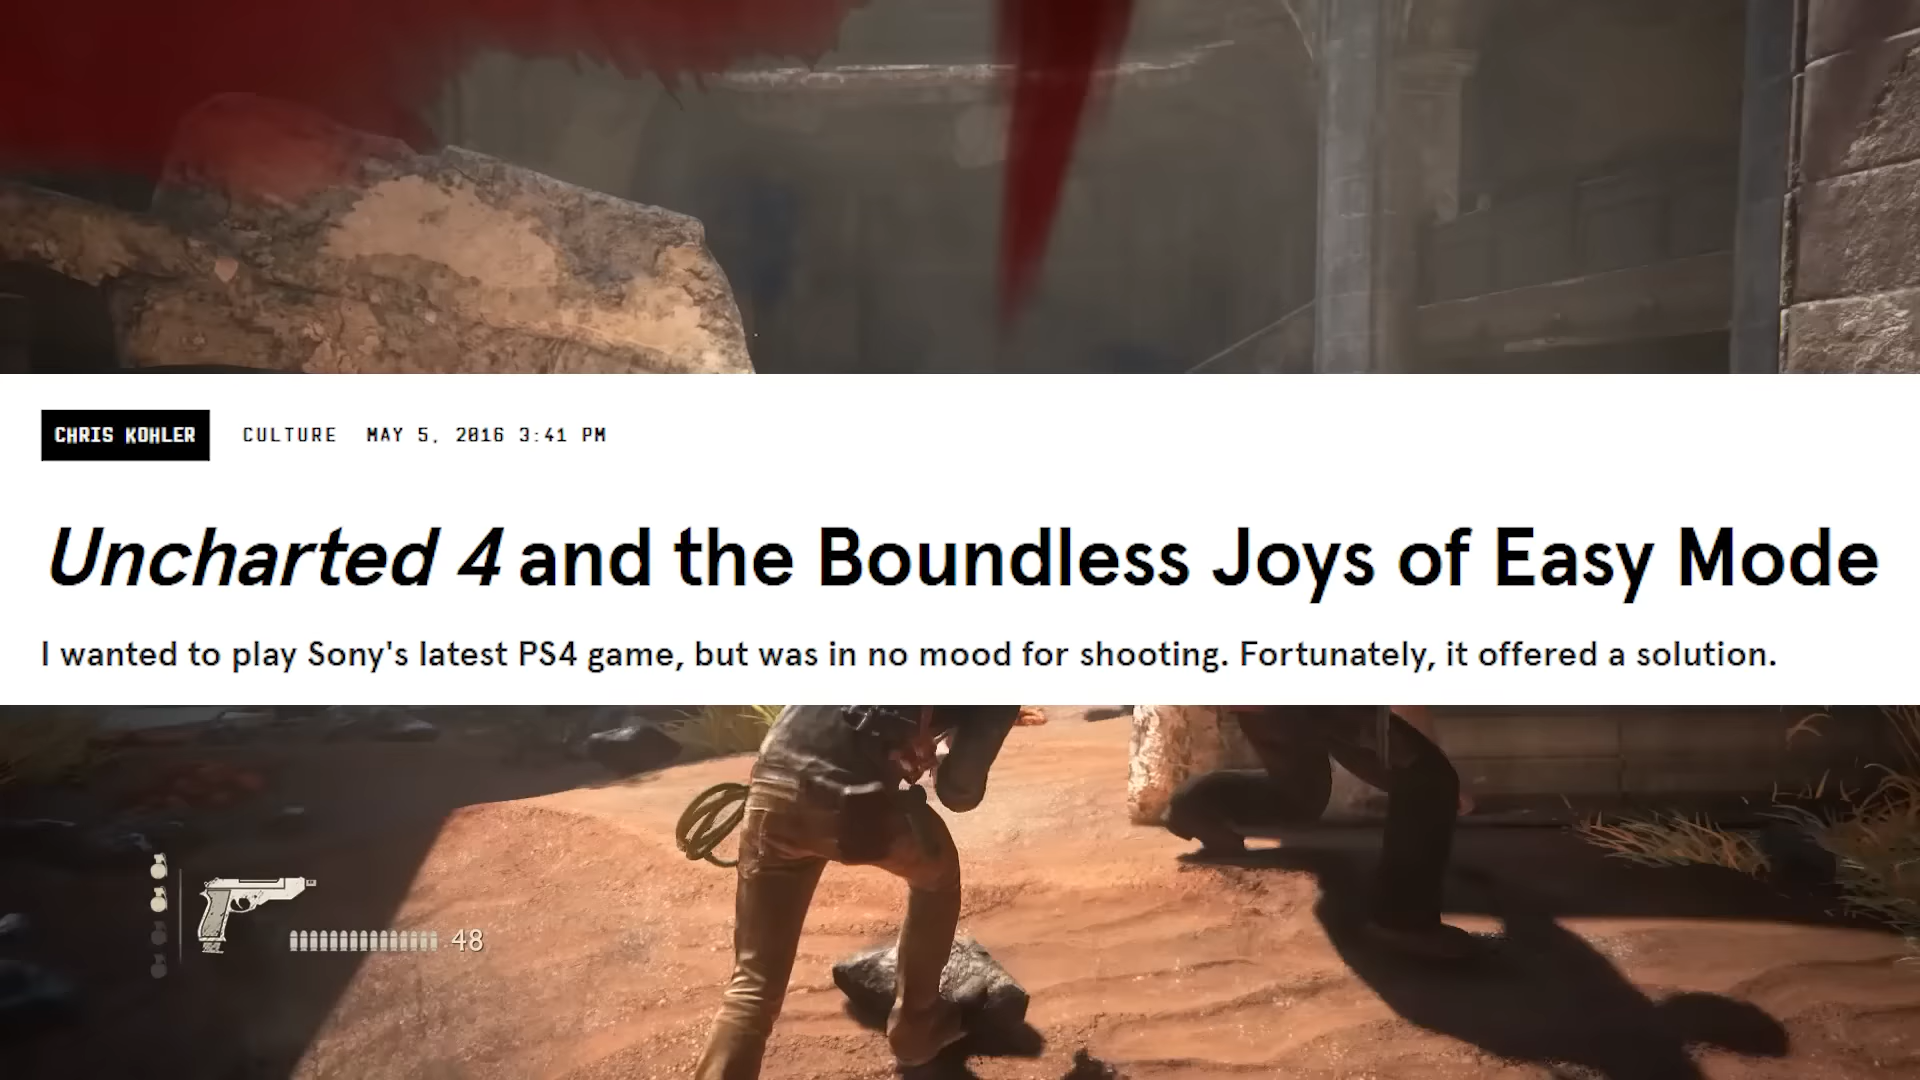 CHRIS KOHLER CULTURE MAY 5, 2016 3:41 PM
Uncharted 4 and the Boundless Joys of Easy Mode
I wanted to play Sony's latest PS4 game, but was in no mood for shooting. Fortunately, it offered a solution.
48